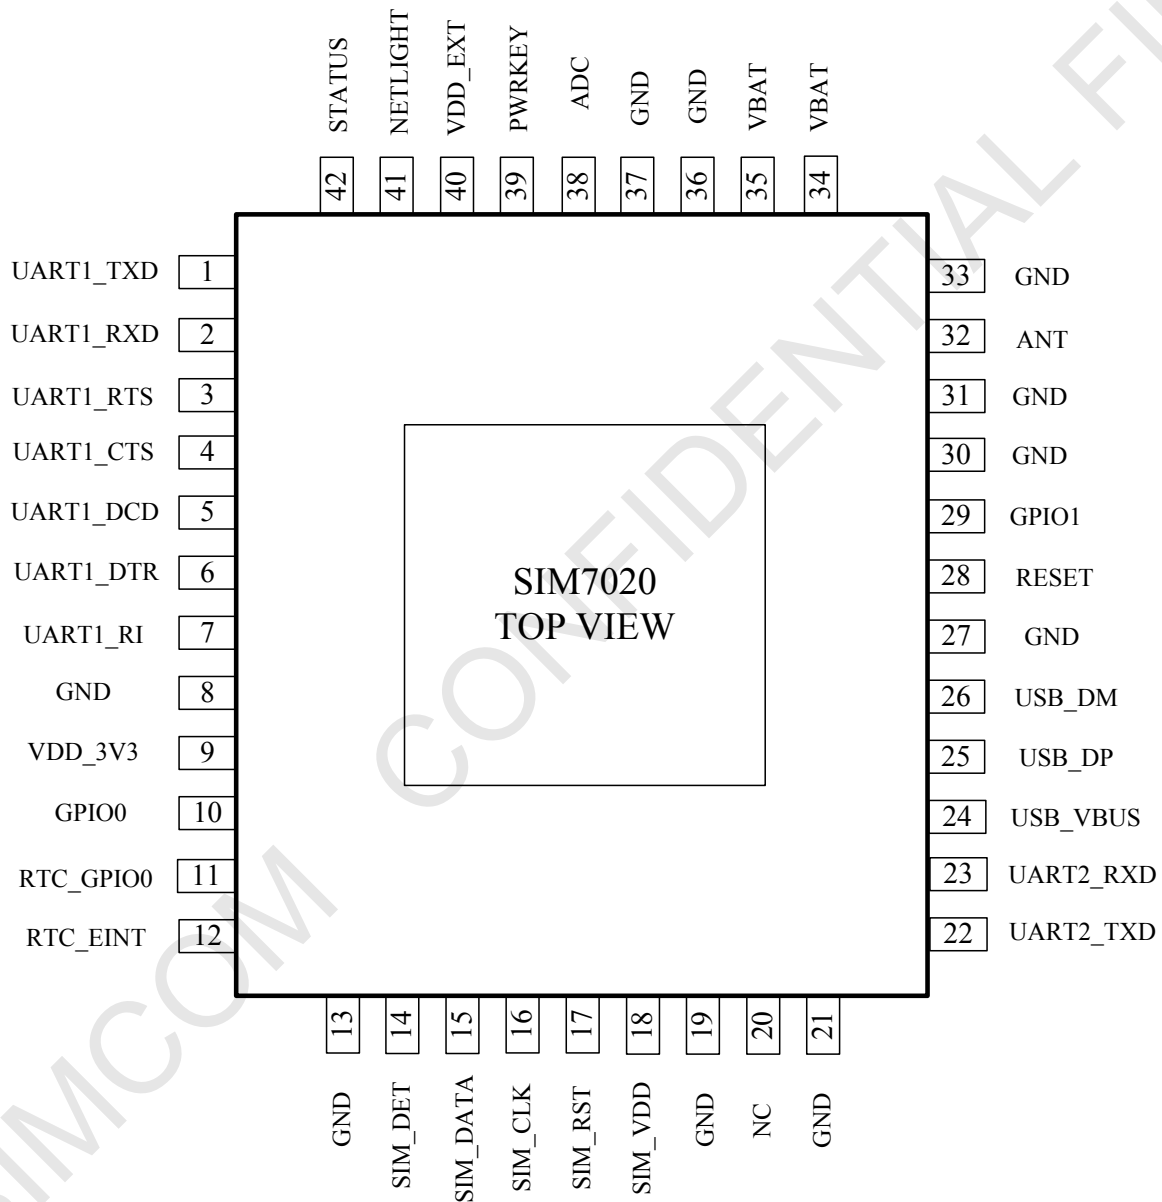 STATUS
NETLIGHT
VDD_EXT
PWRKEY
ADC
GND
GND
VBAT
VBAT
42
41
40
39
38
37
36
35
34
UART1_TXD 1
UART1_RXD 2
UART1_RTS 3
UART1_CTS 4
UART1_DCD 5
UART1_DTR 6
UART1_RI 7
GND 8
VDD_3V3 9
GPIO0 10
RTC_GPIO0 11
RTC_EINT 12
SIM7020
TOP VIEW
33 GND
32 ANT
31 GND
30 GND
29 GPIO1
28 RESET
27 GND
26 USB_DM
25 USB_DP
24 USB_VBUS
23 UART2_RXD
22 UART2_TXD
13
14
15
16
17
18
19
20
21
GND
SIM_DET
SIM_DATA
SIM_CLK
SIM_RST
SIM_VDD
GND
NC
GND
SIMCOM CONFIDENTIAL